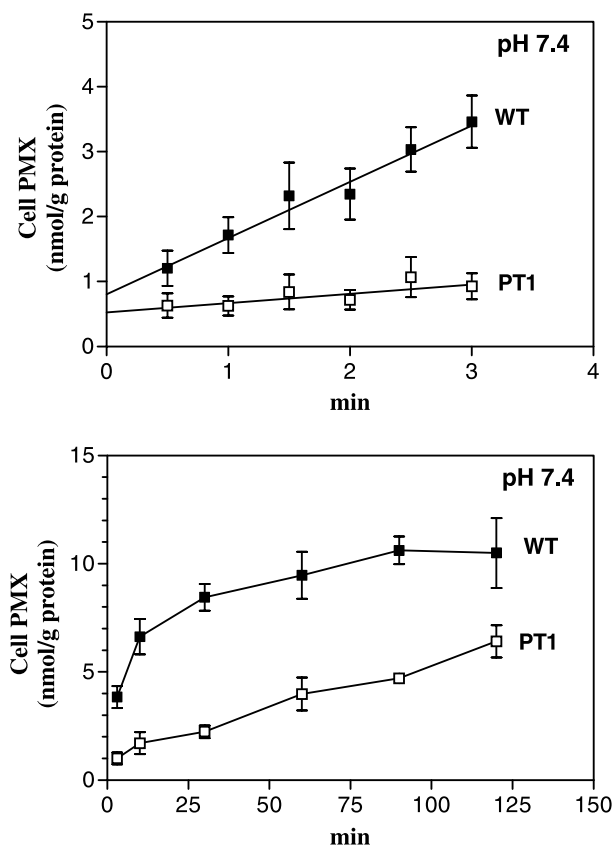 pH 7.4
5
4
3
2
1
0
WT
PT1
Cell PMX
(nmol/g protein)
0 1 2 3 4
min
pH 7.4
15
10
5
0
WT
PT1
Cell PMX
(nmol/g protein)
0 25 50 75 100 125 150
min